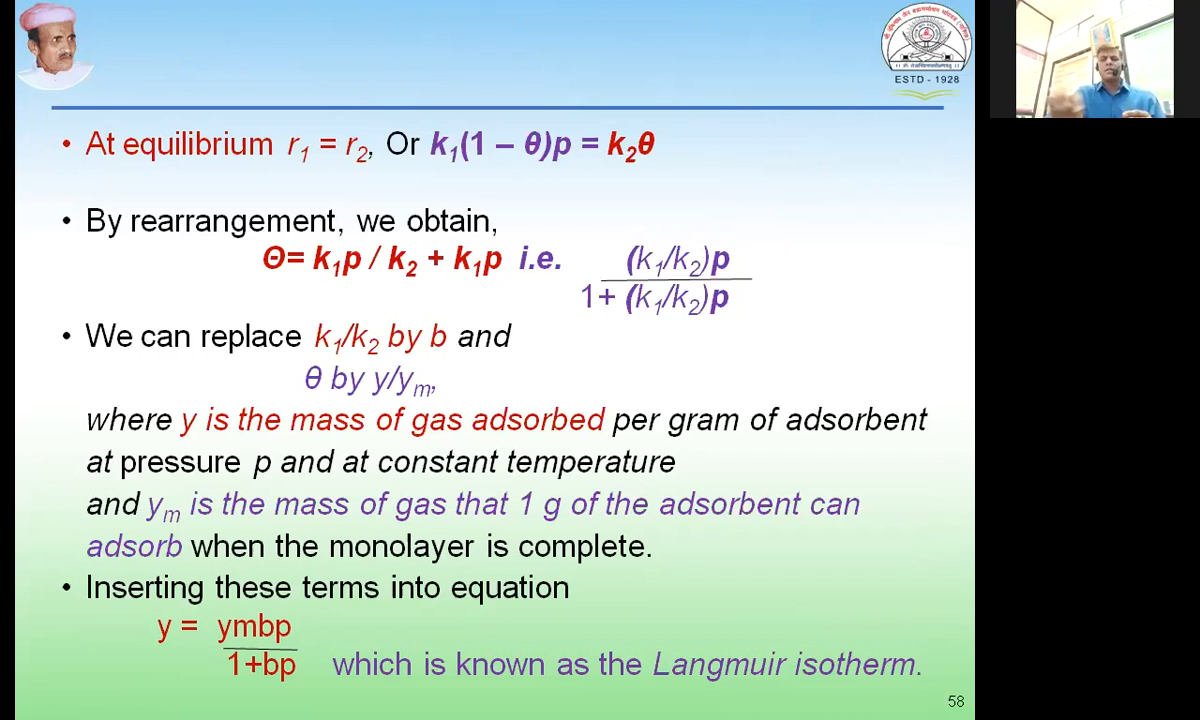 ESTD - 1928
• At equilibrium r₁ = r₂, Or k₁(1 – θ)p = k₂θ
• By rearrangement, we obtain,
Θ= k₁p / k₂ + k₁p i.e. (k₁/k₂)p
1+ (k₁/k₂)p
• We can replace k₁/k₂ by b and
θ by y/yₘ,
where y is the mass of gas adsorbed per gram of adsorbent
at pressure p and at constant temperature
and yₘ is the mass of gas that 1 g of the adsorbent can
adsorb when the monolayer is complete.
• Inserting these terms into equation
y = ymbp
1+bp which is known as the Langmuir isotherm.
58